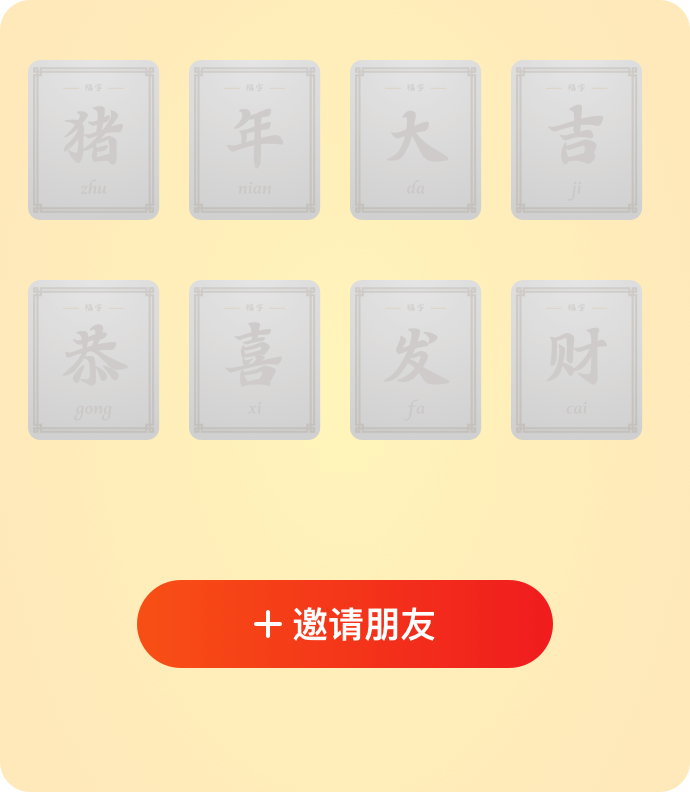 福字 福字 福字 福字
猪 年 大 吉
zhu nian da ji
福字 福字 福字 福字
恭 喜 发 财
gong xi fa cai
+ 邀请朋友